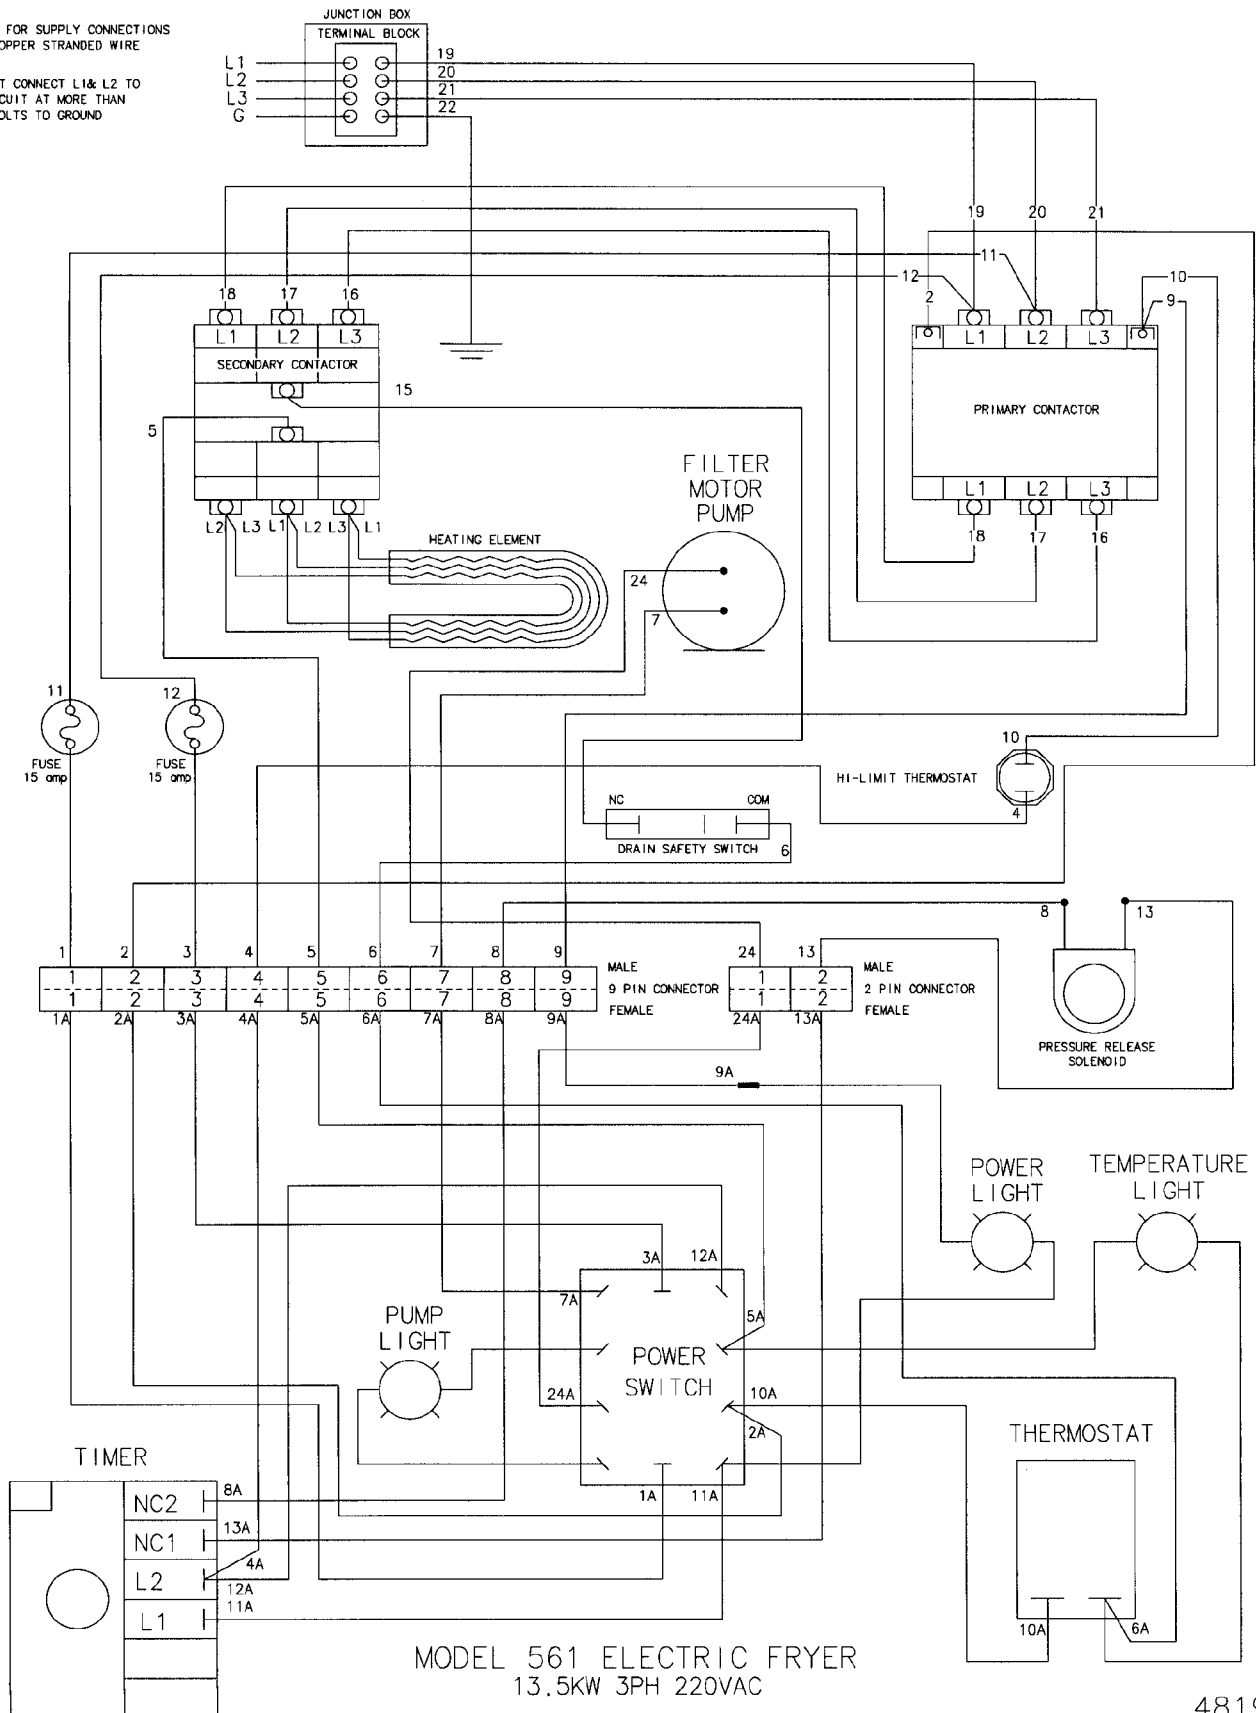 FOR SUPPLY CONNECTIONS
OPPER STRANDED WIRE
T CONNECT L1& L2 TO
CUIT AT MORE THAN
OLTS TO GROUND
JUNCTION BOX
TERMINAL BLOCK
L1
L2
L3
G
19
20
21
22
19
20
21
11
12
2
10
9
18
17
16
L1
L2
L3
SECONDARY CONTACTOR
15
5
L2
L3
L1
L2
L3
L1
HEATING ELEMENT
L1
L2
L3
PRIMARY CONTACTOR
L1
L2
L3
18
17
16
FILTER
MOTOR
PUMP
24
7
11
FUSE
15 amp
12
FUSE
15 amp
10
HI-LIMIT THERMOSTAT
4
NC
COM
DRAIN SAFETY SWITCH
6
8
13
PRESSURE RELEASE
SOLENOID
1 2 3 4 5 6 7 8 9
1 2 3 4 5 6 7 8 9
1 2 3 4 5 6 7 8 9
1A 2A 3A 4A 5A 6A 7A 8A 9A
MALE
9 PIN CONNECTOR
FEMALE
24 13
1 2
1 2
24A 13A
MALE
2 PIN CONNECTOR
FEMALE
9A
POWER
LIGHT
TEMPERATURE
LIGHT
3A
12A
7A
5A
PUMP
LIGHT
POWER
SWITCH
24A
10A
2A
1A
11A
THERMOSTAT
10A
6A
TIMER
NC2
8A
NC1
13A
L2
4A
12A
L1
11A
MODEL 561 ELECTRIC FRYER
13.5KW 3PH 220VAC
4819